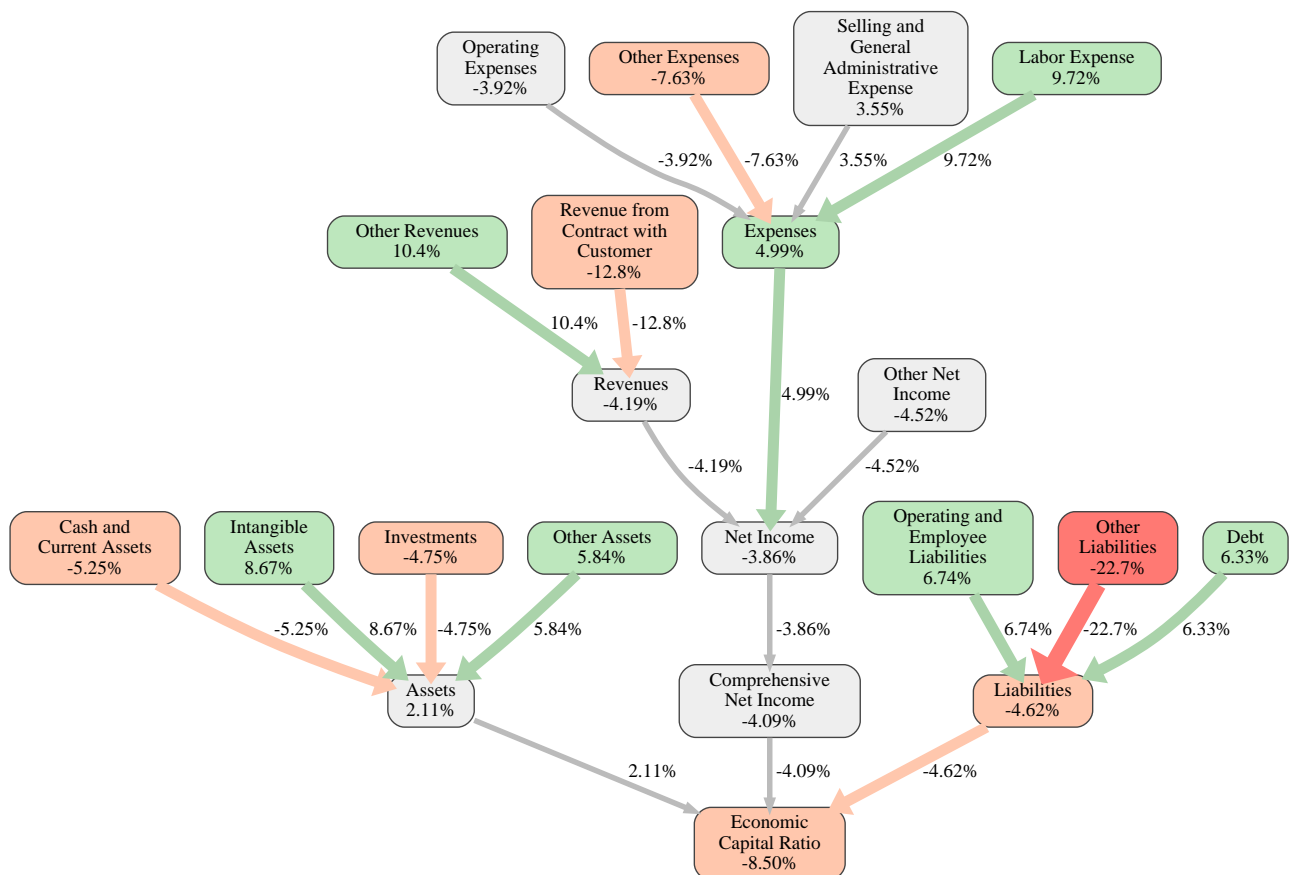 Operating
Expenses
-3.92%
Other Expenses
-7.63%
Selling and
General
Administrative
Expense
3.55%
Labor Expense
9.72%
-3.92%
-7.63%
3.55%
9.72%
Other Revenues
10.4%
Revenue from
Contract with
Customer
-12.8%
Expenses
4.99%
10.4%
-12.8%
4.99%
Revenues
-4.19%
Other Net
Income
-4.52%
-4.19%
-4.52%
Cash and
Current Assets
-5.25%
Intangible
Assets
8.67%
Investments
-4.75%
Other Assets
5.84%
Net Income
-3.86%
Operating and
Employee
Liabilities
6.74%
Other
Liabilities
-22.7%
Debt
6.33%
-5.25%
8.67%
-4.75%
5.84%
-3.86%
6.74%
-22.7%
6.33%
Assets
2.11%
Comprehensive
Net Income
-4.09%
Liabilities
-4.62%
2.11%
-4.09%
-4.62%
Economic
Capital Ratio
-8.50%